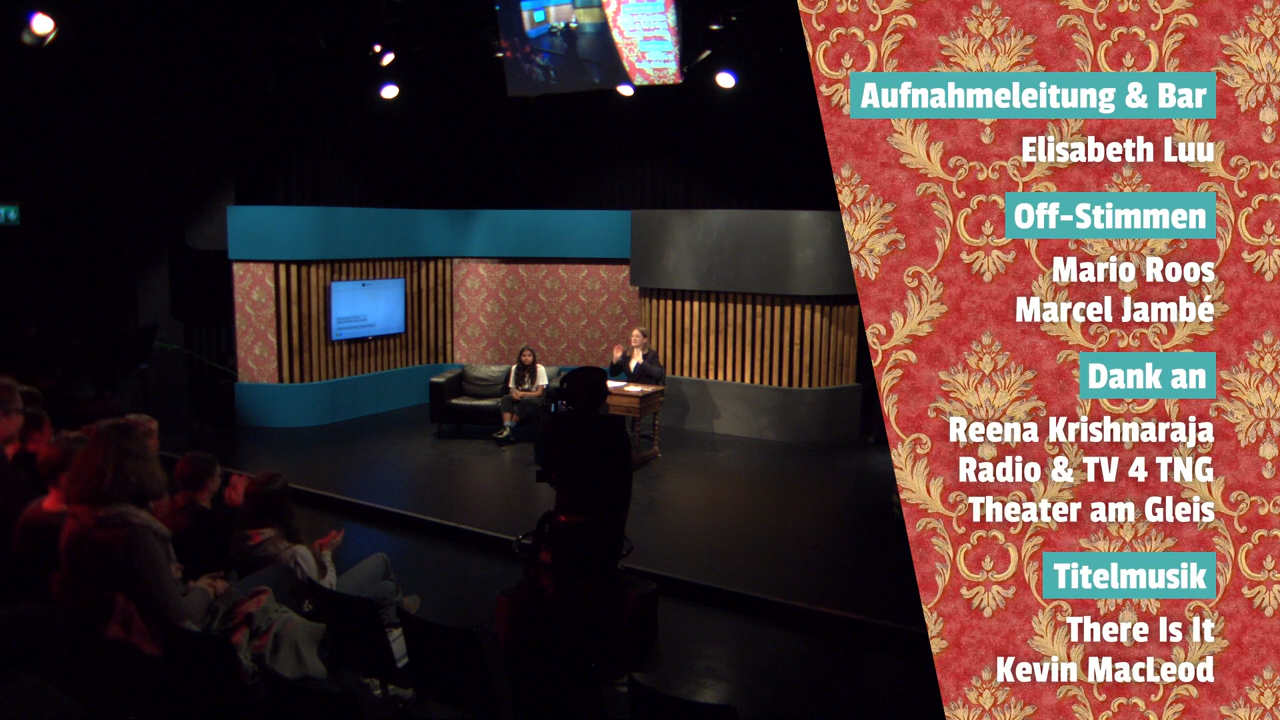 Aufnahmeleitung & Bar
Elisabeth Luu
Off-Stimmen
Mario Roos
Marcel Jambé
Dank an
Reena Krishnaraja
Radio & TV 4 TNG
Theater am Gleis
Titelmusik
There Is It
Kevin MacLeod